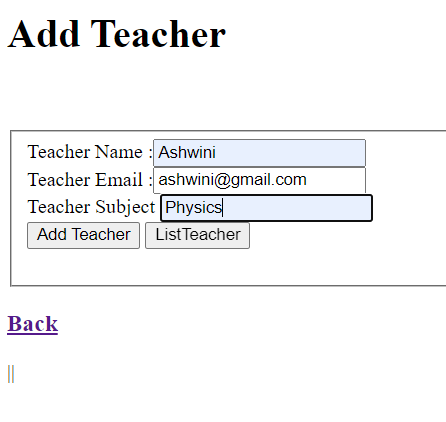 Add Teacher
Teacher Name : Ashwini
Teacher Email : ashwini@gmail.com
Teacher Subject Physics
Add Teacher ListTeacher
Back
||